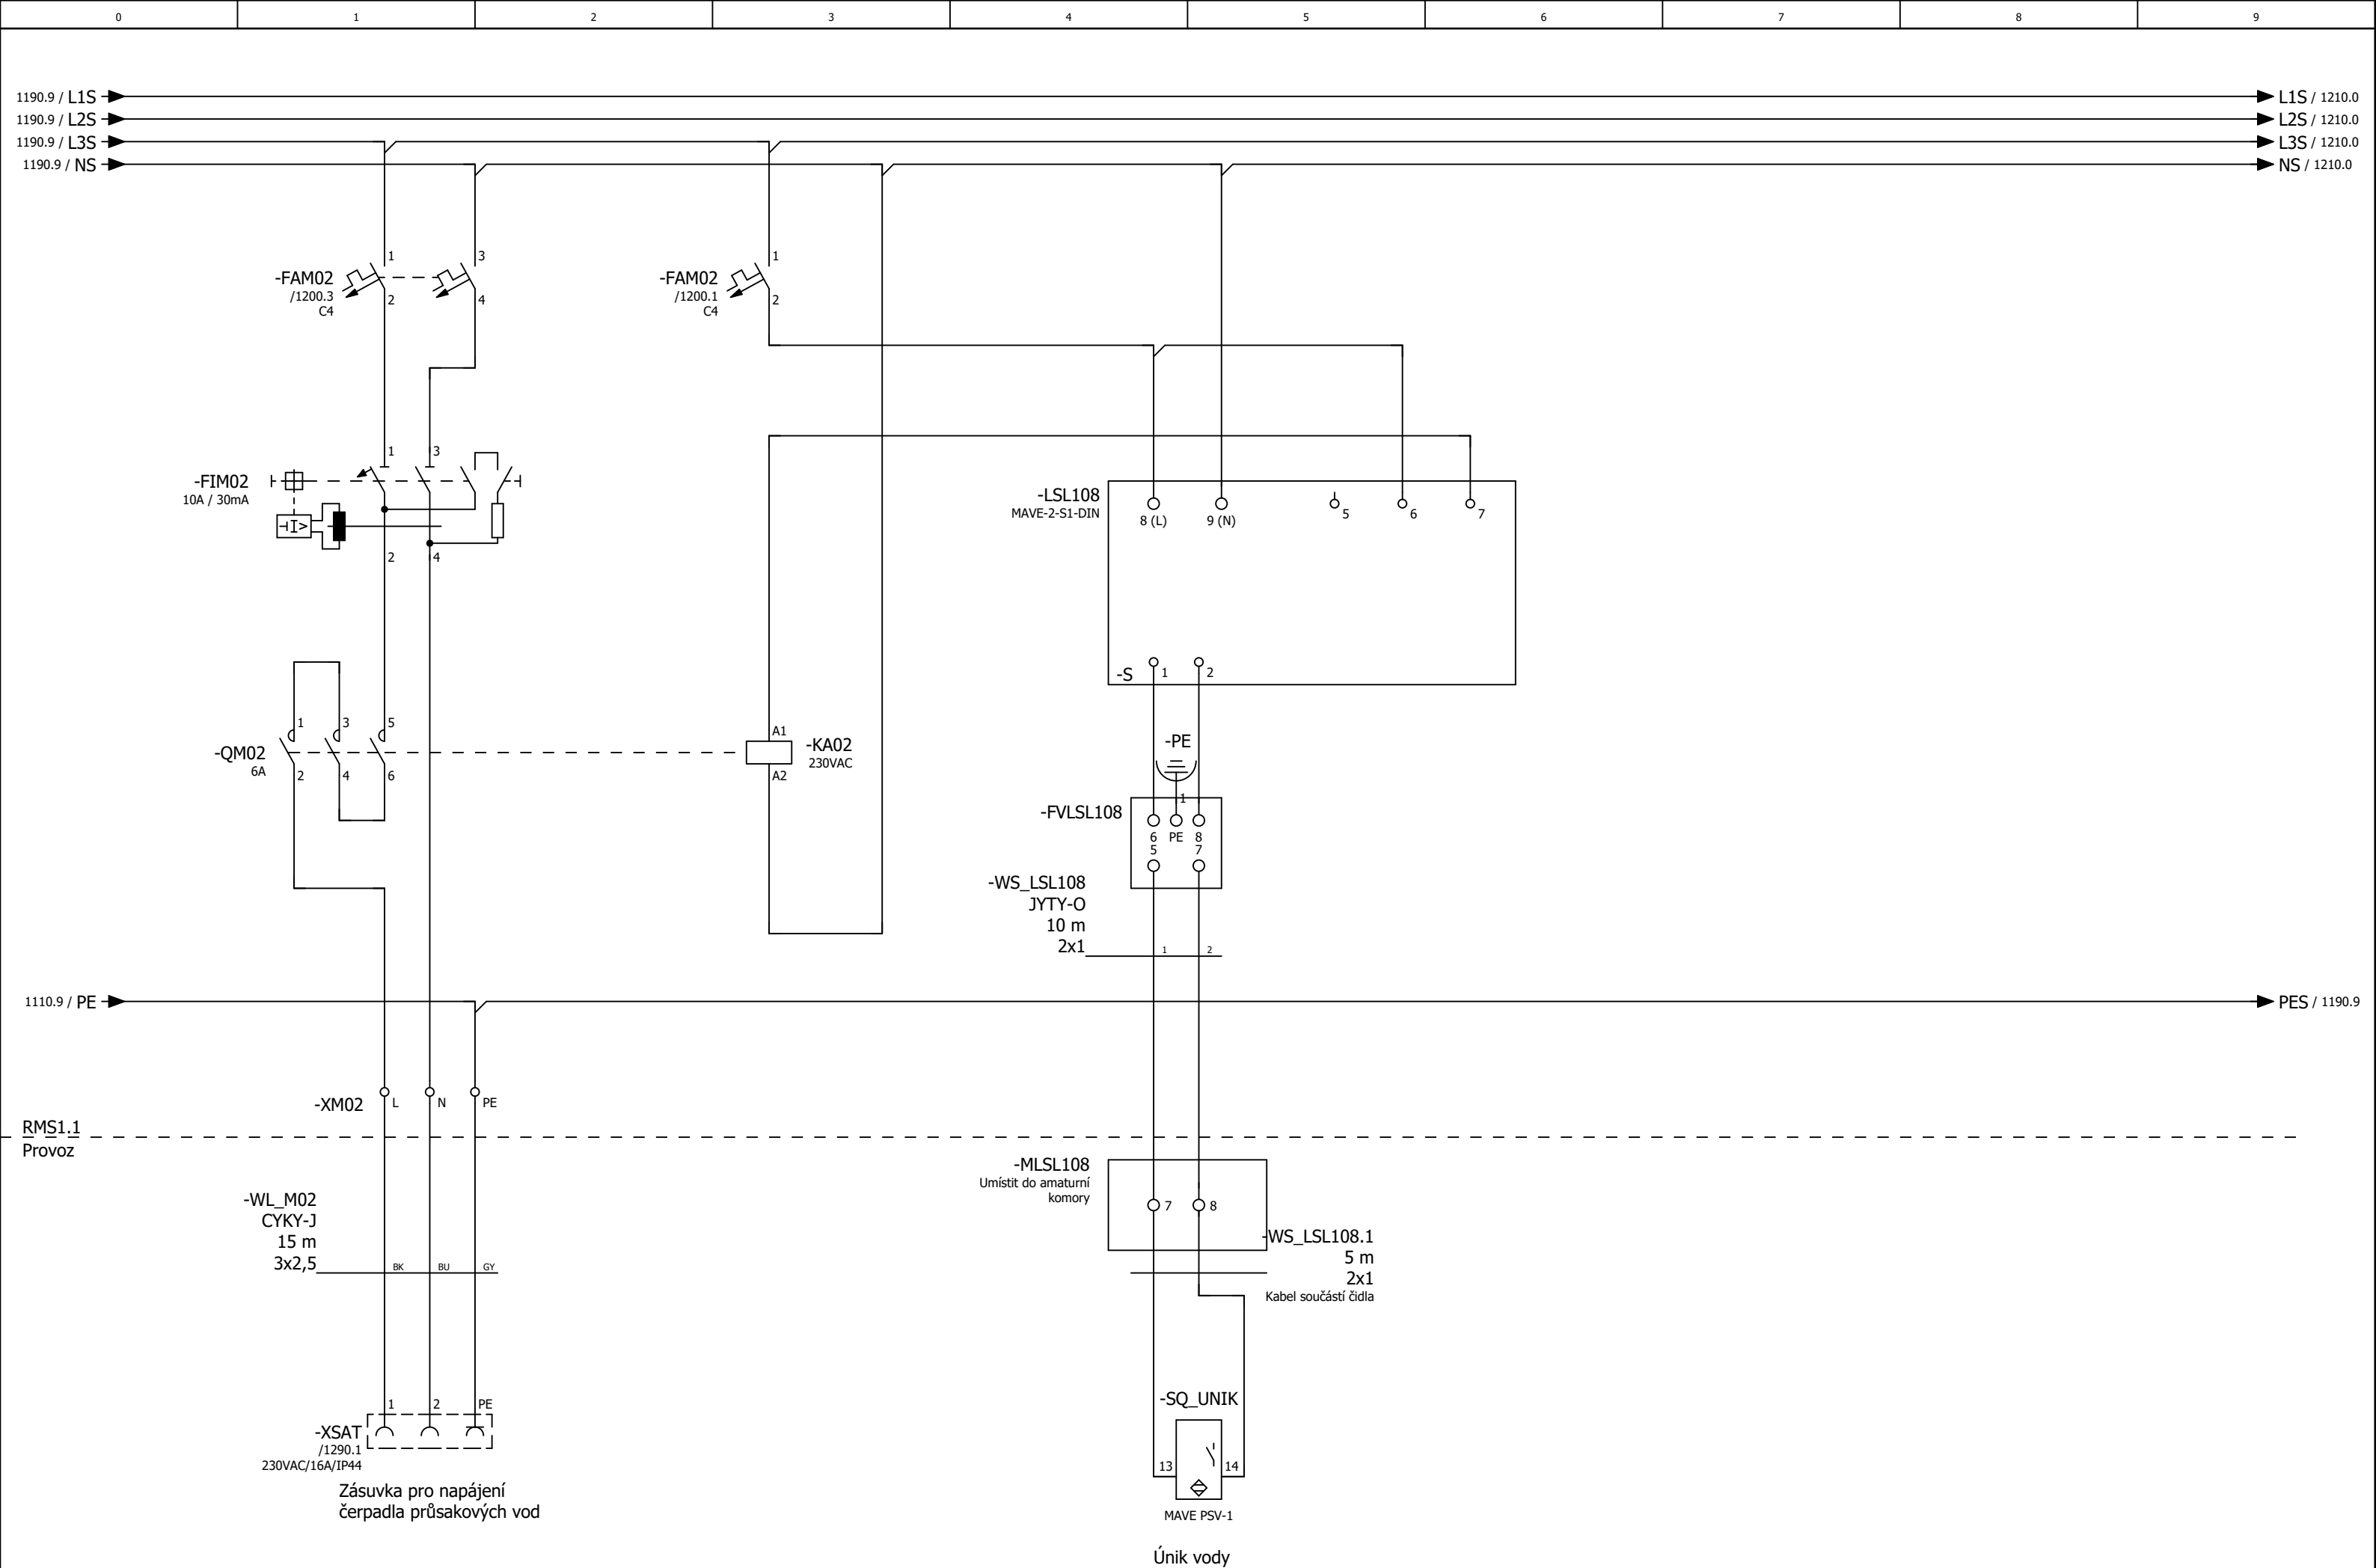 0 1 2 3 4 5 6 7 8 9
1190.9 / L1S L1S / 1210.0
1190.9 / L2S L2S / 1210.0
1190.9 / L3S L3S / 1210.0
1190.9 / NS NS / 1210.0
-FAM02
/1200.3
C4
1
2
3
4
-FAM02
/1200.1
C4
1
2
-FIM02
10A / 30mA
1
3
I>
2
4
-LSL108
MAVE-2-S1-DIN
8 (L)
9 (N)
5
6
7
-S
1
2
-QM02
6A
1
3
5
2
4
6
A1
-KA02
230VAC
A2
-PE
1
-FVLSL108
6 PE 8
5 7
-WS_LSL108
JYTY-O
10 m
2x1
1
2
1110.9 / PE PES / 1190.9
-XM02
L
N
PE
RMS1.1
Provoz
-MLSL108
Umístit do amaturní
komory
7
8
-WL_M02
CYKY-J
15 m
3x2,5
BK
BU
GY
-WS_LSL108.1
5 m
2x1
Kabel součástí čidla
-SQ_UNIK
13
14
MAVE PSV-1
Únik vody
1
2
PE
-XSAT
/1290.1
230VAC/16A/IP44
Zásuvka pro napájení
čerpadla průsakových vod